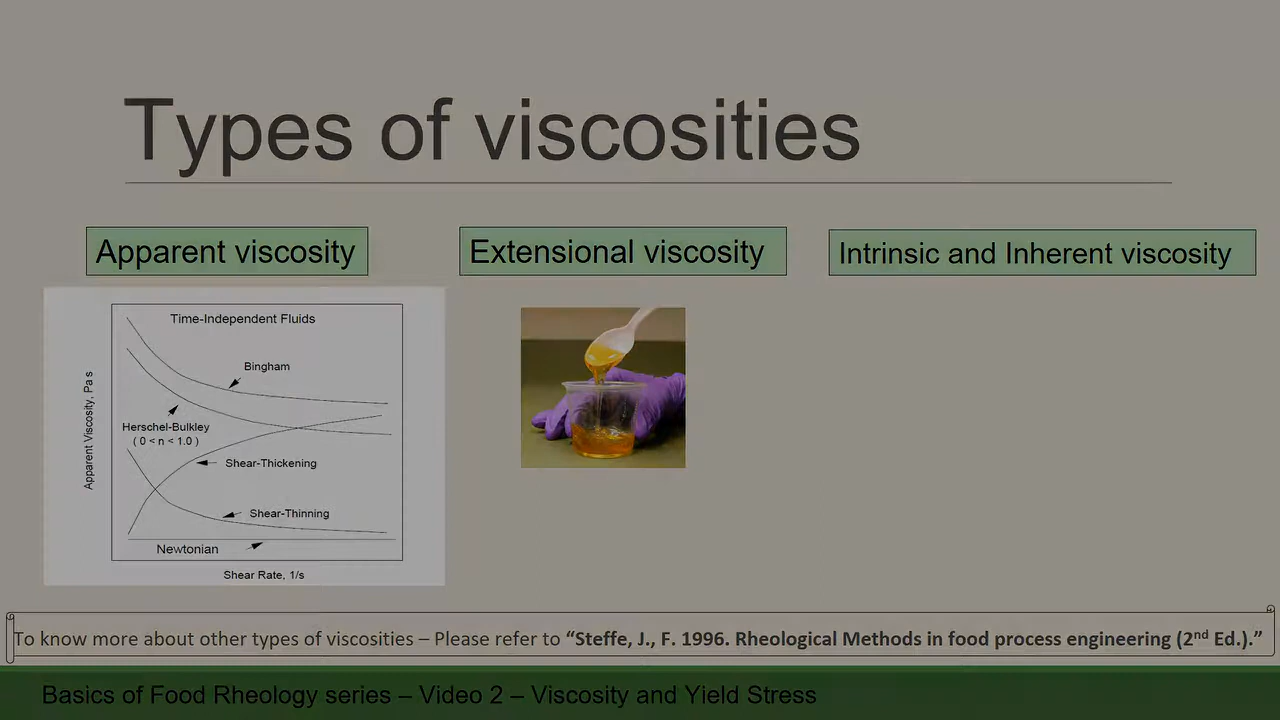 Types of viscosities
Apparent viscosity
Extensional viscosity
Intrinsic and Inherent viscosity
Time-Independent Fluids
Bingham
Herschel-Bulkley
( 0 < n < 1.0 )
Shear-Thickening
Shear-Thinning
Newtonian
Apparent Viscosity, Pa s
Shear Rate, 1/s
To know more about other types of viscosities – Please refer to “Steffe, J., F. 1996. Rheological Methods in food process engineering (2nd Ed.).”
Basics of Food Rheology series – Video 2 – Viscosity and Yield Stress